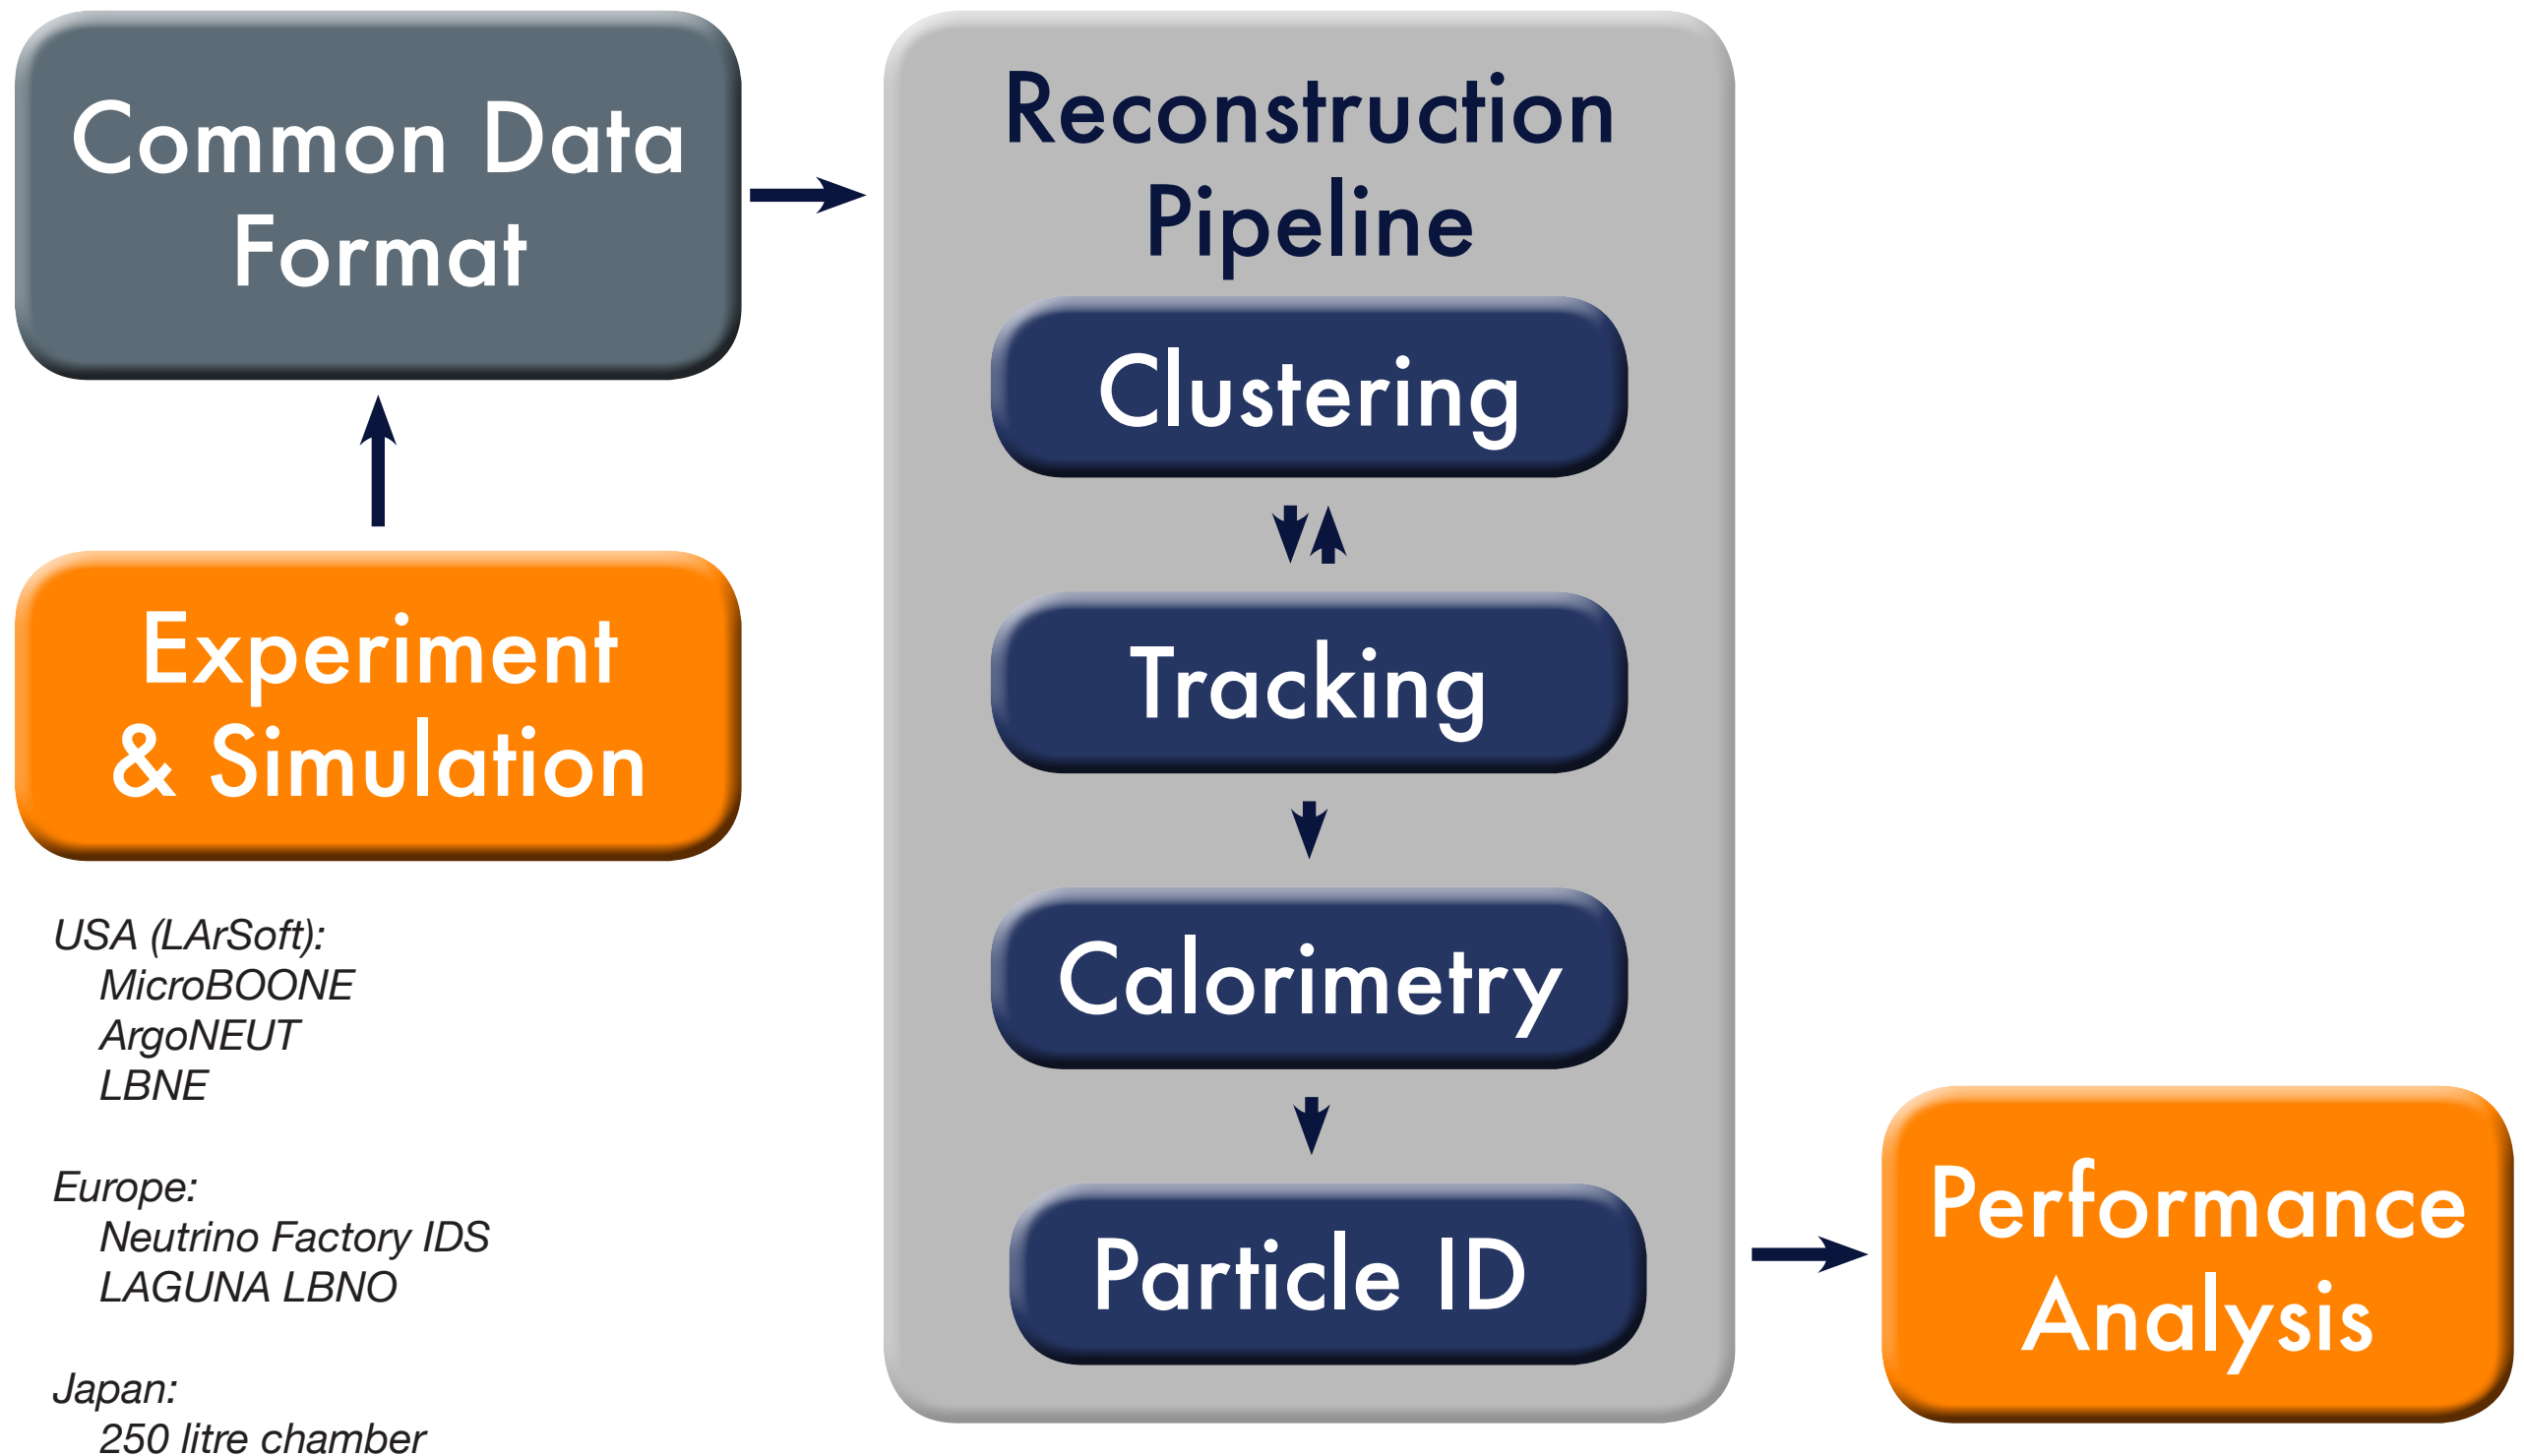 Common Data
Format
Experiment
& Simulation
USA (LArSoft):
MicroBOONE
ArgoNEUT
LBNE
Europe:
Neutrino Factory IDS
LAGUNA LBNO
Japan:
250 litre chamber
Reconstruction
Pipeline
Clustering
Tracking
Calorimetry
Particle ID
Performance
Analysis